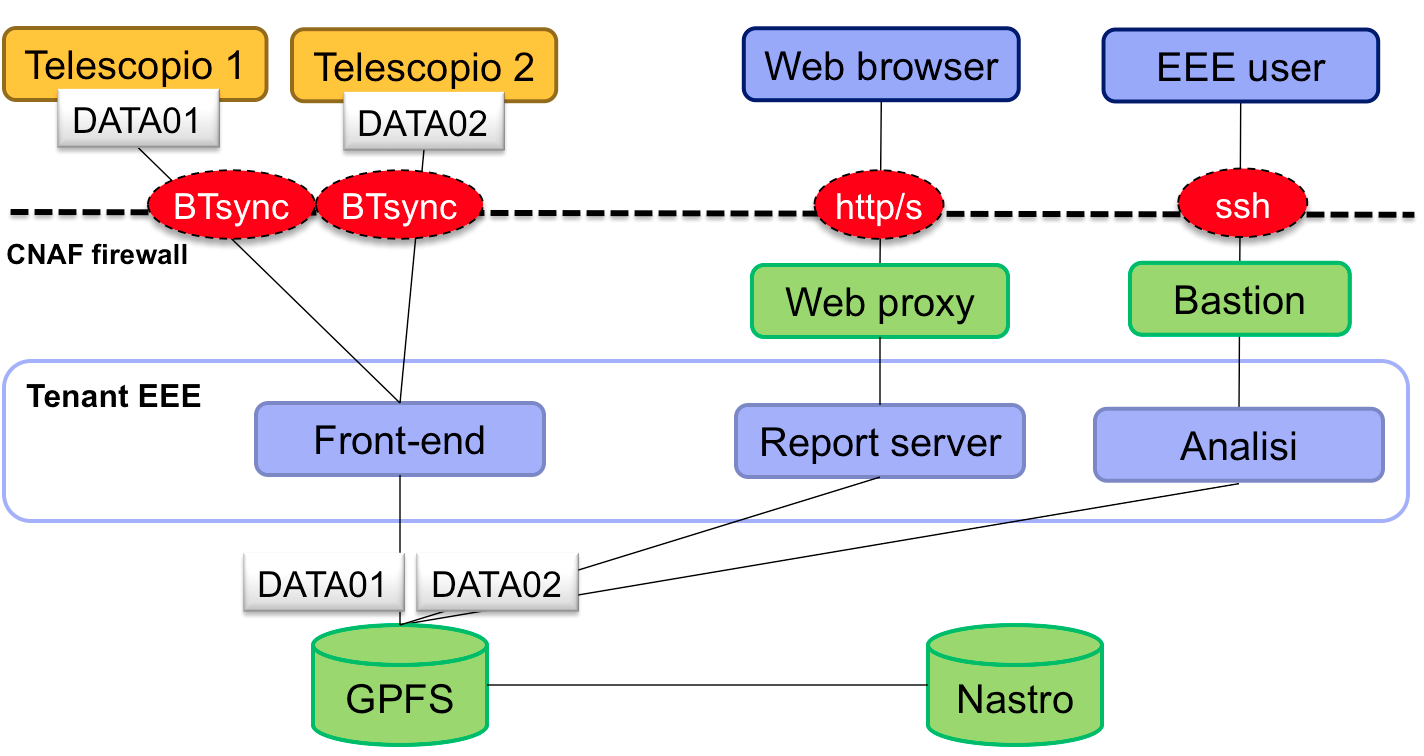 Telescopio 1
Telescopio 2
Web browser
EEE user
DATA01
DATA02
BTsync
BTsync
http/s
ssh
CNAF firewall
Web proxy
Bastion
Tenant EEE
Front-end
Report server
Analisi
DATA01
DATA02
GPFS
Nastro